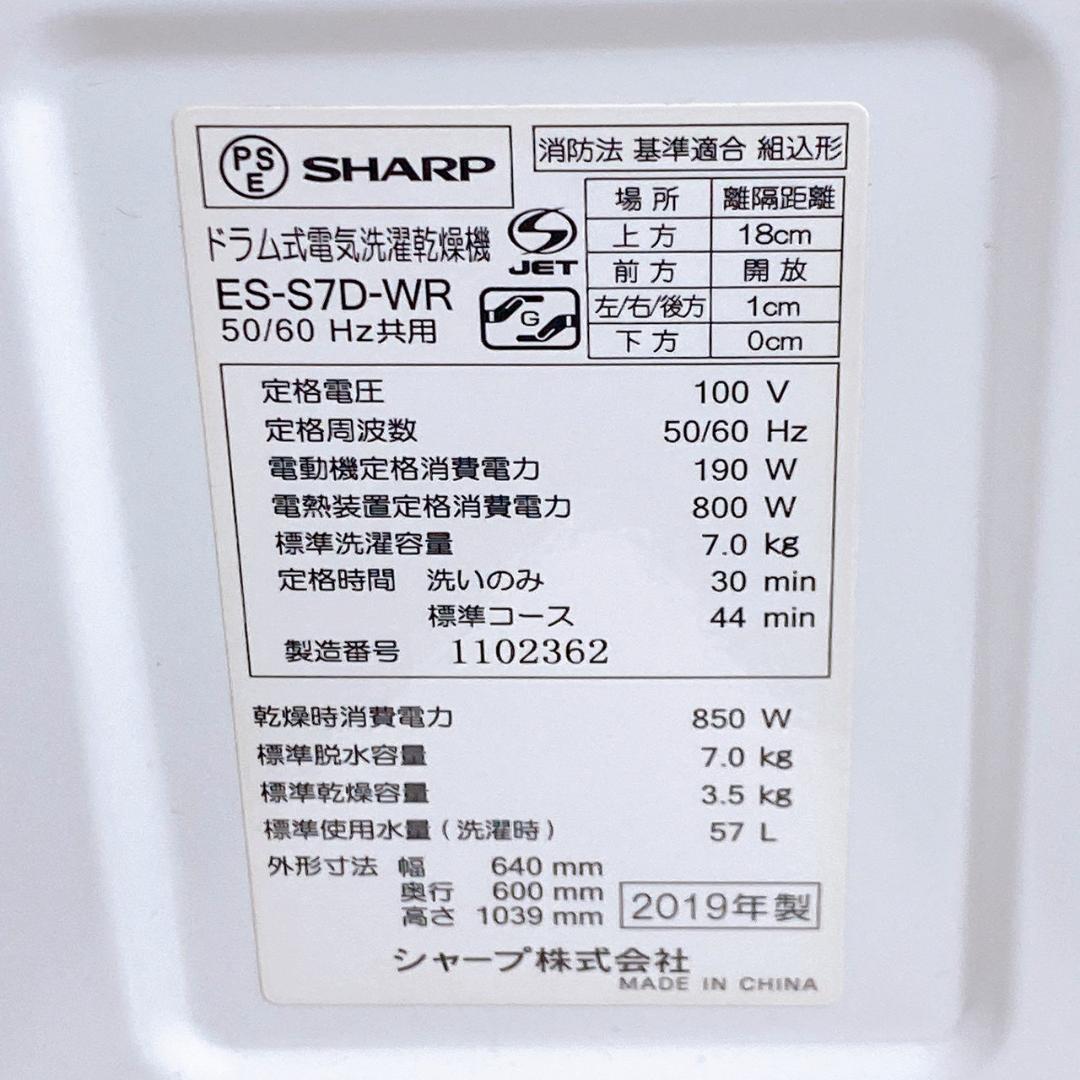 PSE SHARP
ドラム式電気洗濯乾燥機
ES-S7D-WR
50/60 Hz共用
JET
G
消防法 基準適合 組込形
場所 離隔距離
上方 18cm
前方 開放
左/右/後方 1cm
下方 0cm
定格電圧 100 V
定格周波数 50/60 Hz
電動機定格消費電力 190 W
電熱装置定格消費電力 800 W
標準洗濯容量 7.0 kg
定格時間 洗いのみ 30 min
標準コース 44 min
製造番号 1102362
乾燥時消費電力 850 W
標準脱水容量 7.0 kg
標準乾燥容量 3.5 kg
標準使用水量(洗濯時) 57 L
外形寸法 幅 640 mm
奥行 600 mm
高さ 1039 mm
2019年製
シャープ株式会社
MADE IN CHINA